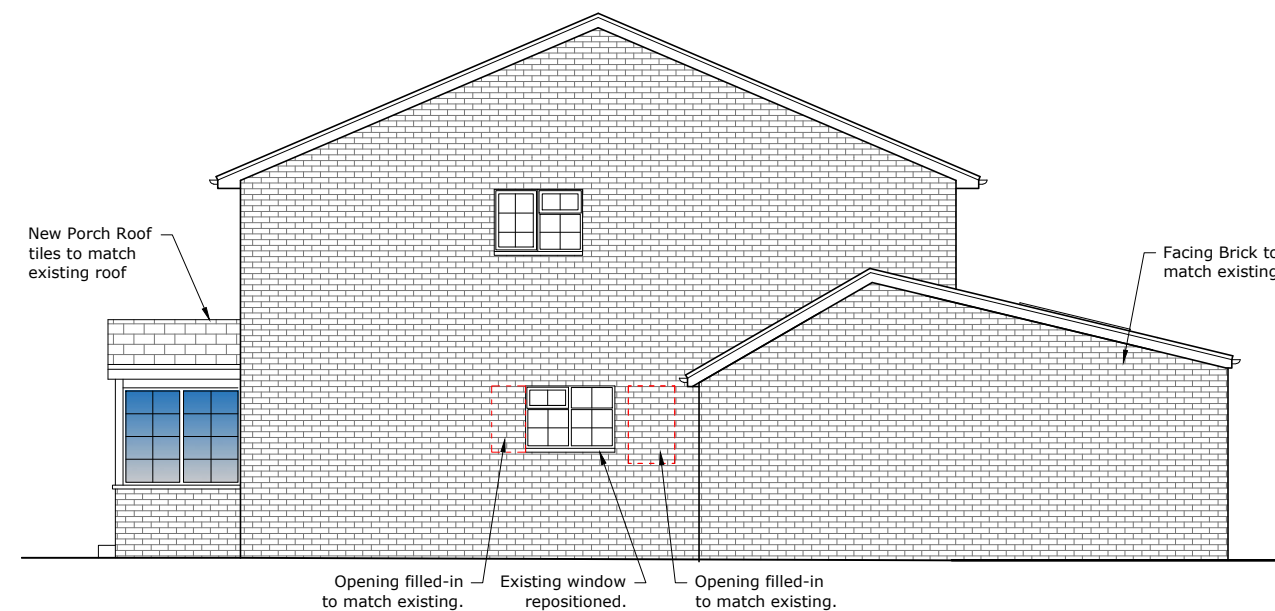 New Porch Roof
tiles to match
existing roof
Facing Brick to
match existing
Opening filled-in
to match existing.
Existing window
repositioned.
Opening filled-in
to match existing.